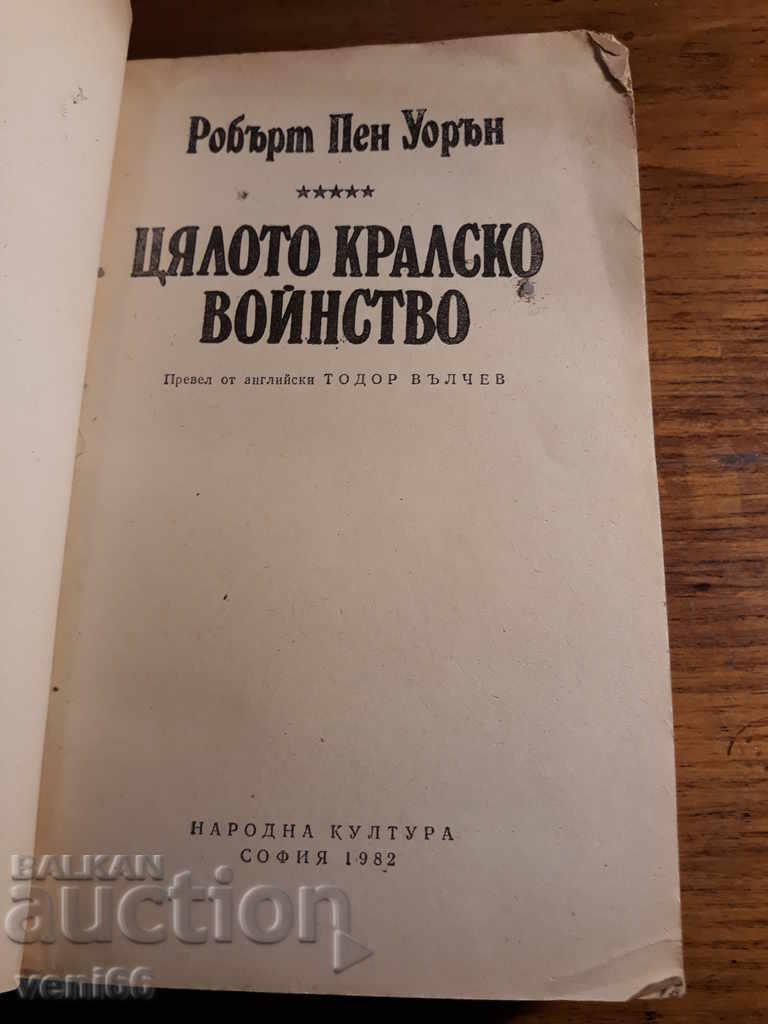 Робърт Пен Уорън
★★★★★
ЦЯЛОТО КРАЛСКО
ВОЙНСТВО
Превел от английски ТОДОР ВЪЛЧЕВ
НАРОДНА КУЛТУРА
СОФИЯ 1982
BALKAN
auction
veni66